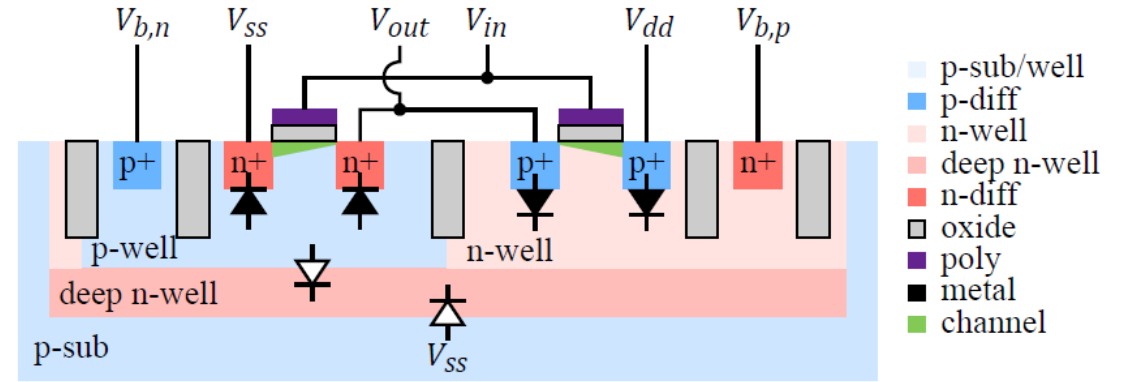 V_{b,n} V_{ss} V_{out} V_{in} V_{dd} V_{b,p}
p+ n+ n+ p+ p+ n+
p-well n-well
deep n-well
V_{ss}
p-sub
p-sub/well
p-diff
n-well
deep n-well
n-diff
oxide
poly
metal
channel